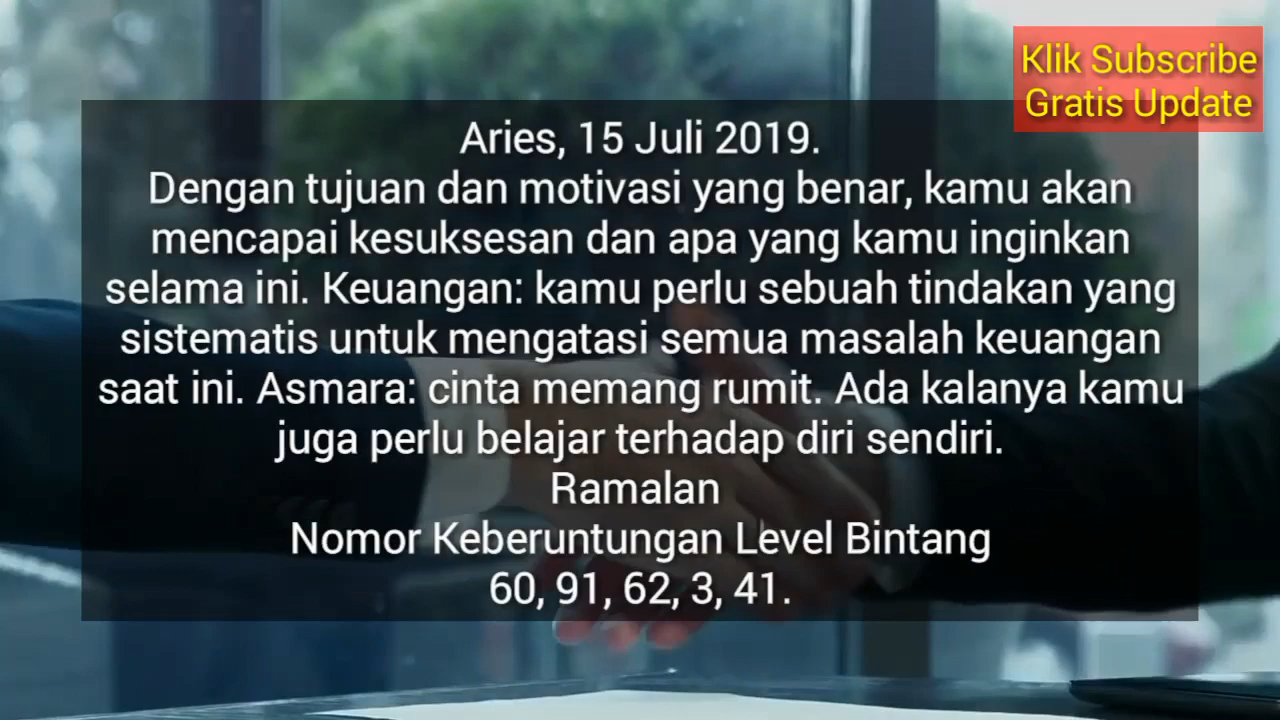 Klik Subscribe
Gratis Update
Aries, 15 Juli 2019.
Dengan tujuan dan motivasi yang benar, kamu akan
mencapai kesuksesan dan apa yang kamu inginkan
selama ini. Keuangan: kamu perlu sebuah tindakan yang
sistematis untuk mengatasi semua masalah keuangan
saat ini. Asmara: cinta memang rumit. Ada kalanya kamu
juga perlu belajar terhadap diri sendiri.
Ramalan
Nomor Keberuntungan Level Bintang
60, 91, 62, 3, 41.